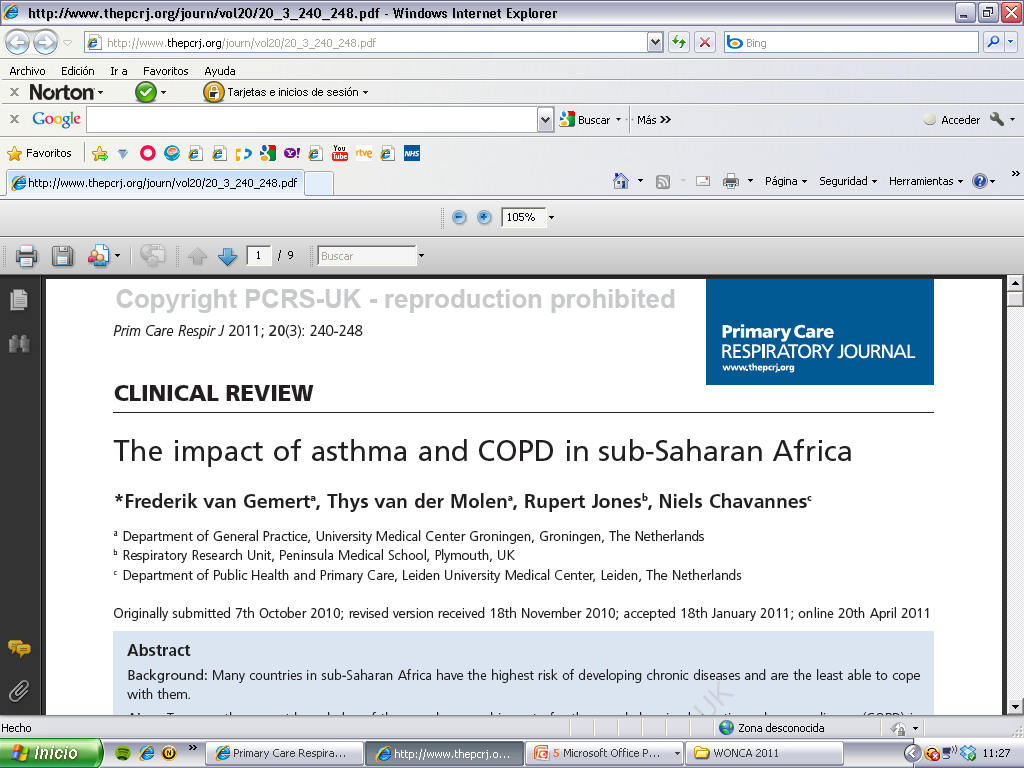 http://www.thepcrj.org/journ/vol20/20_3_240_248.pdf - Windows Internet Explorer
http://www.thepcrj.org/journ/vol20/20_3_240_248.pdf
Bing
Archivo Edición Ir a Favoritos Ayuda
x Norton Tarjetas e inicios de sesión
x Google Buscar Más >> Acceder
Favoritos You Tube rtve NHS
http://www.thepcrj.org/journ/vol20/20_3_240_248.pdf Página Seguridad Herramientas >>
105%
1 / 9 Buscar
Copyright PCRS-UK - reproduction prohibited
Prim Care Respir J 2011; 20(3): 240-248
Primary Care
RESPIRATORY JOURNAL
www.thepcrj.org
CLINICAL REVIEW
The impact of asthma and COPD in sub-Saharan Africa
*Frederik van Gemertª, Thys van der Molenª, Rupert Jonesᵇ, Niels Chavannesᶜ
ª Department of General Practice, University Medical Center Groningen, Groningen, The Netherlands
ᵇ Respiratory Research Unit, Peninsula Medical School, Plymouth, UK
ᶜ Department of Public Health and Primary Care, Leiden University Medical Center, Leiden, The Netherlands
Originally submitted 7th October 2010; revised version received 18th November 2010; accepted 18th January 2011; online 20th April 2011
Abstract
Background: Many countries in sub-Saharan Africa have the highest risk of developing chronic diseases and are the least able to cope
with them.
UK
Hecho Zona desconocida
Inicio >> Primary Care Respira... http://www.thepcrj.o... 5 Microsoft Office P... WONCA 2011 11:27